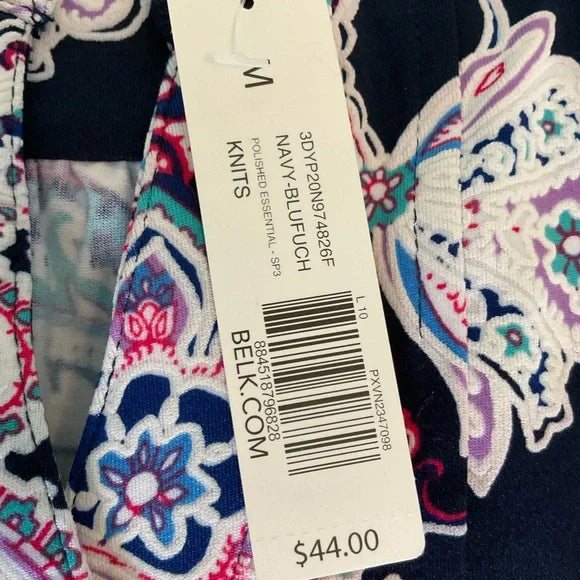 M
3DYP20N974826F
NAVY-BLUFUCH
POLISHED ESSENTIAL - SP3
KNITS
L 10
PXVN2347098
884518796828
BELK.COM
$44.00